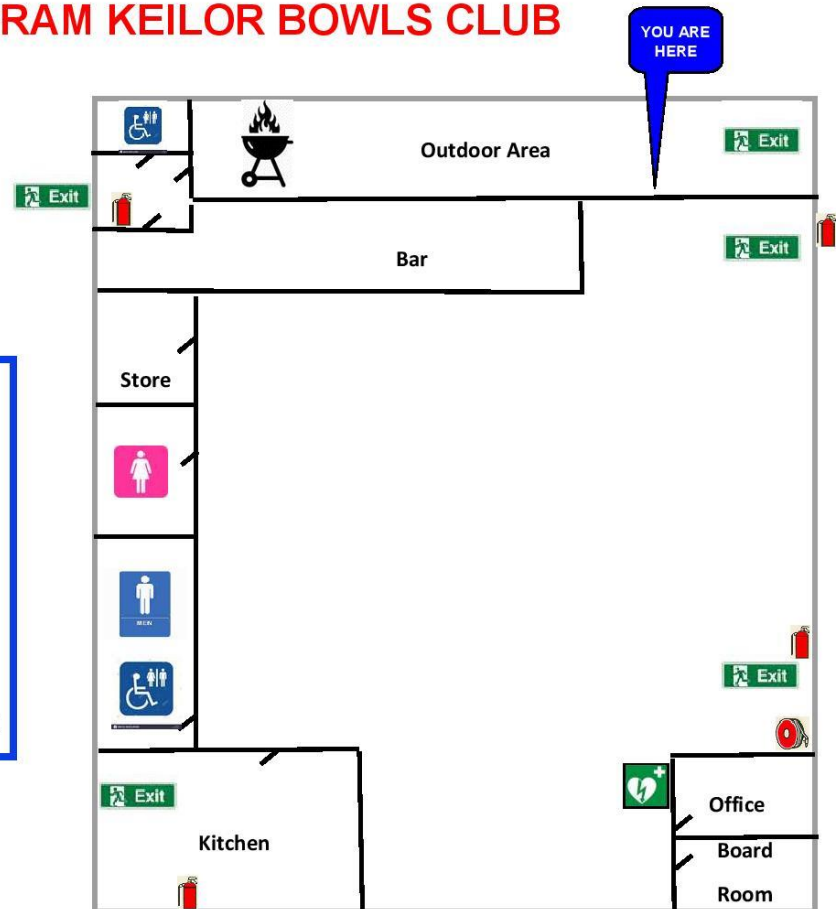 RAM KEILOR BOWLS CLUB
YOU ARE
HERE
Outdoor Area
Exit
Exit
Bar
Exit
Store
MEN
Exit
Exit
Office
Kitchen
Board
Room